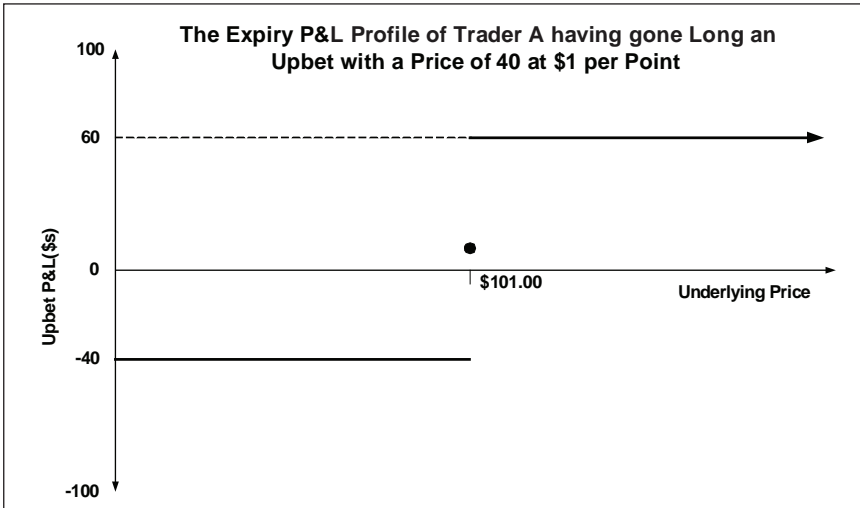 The Expiry P&L Profile of Trader A having gone Long an
Upbet with a Price of 40 at $1 per Point
100
60
0
-40
-100
Upbet P&L($s)
$101.00
Underlying Price